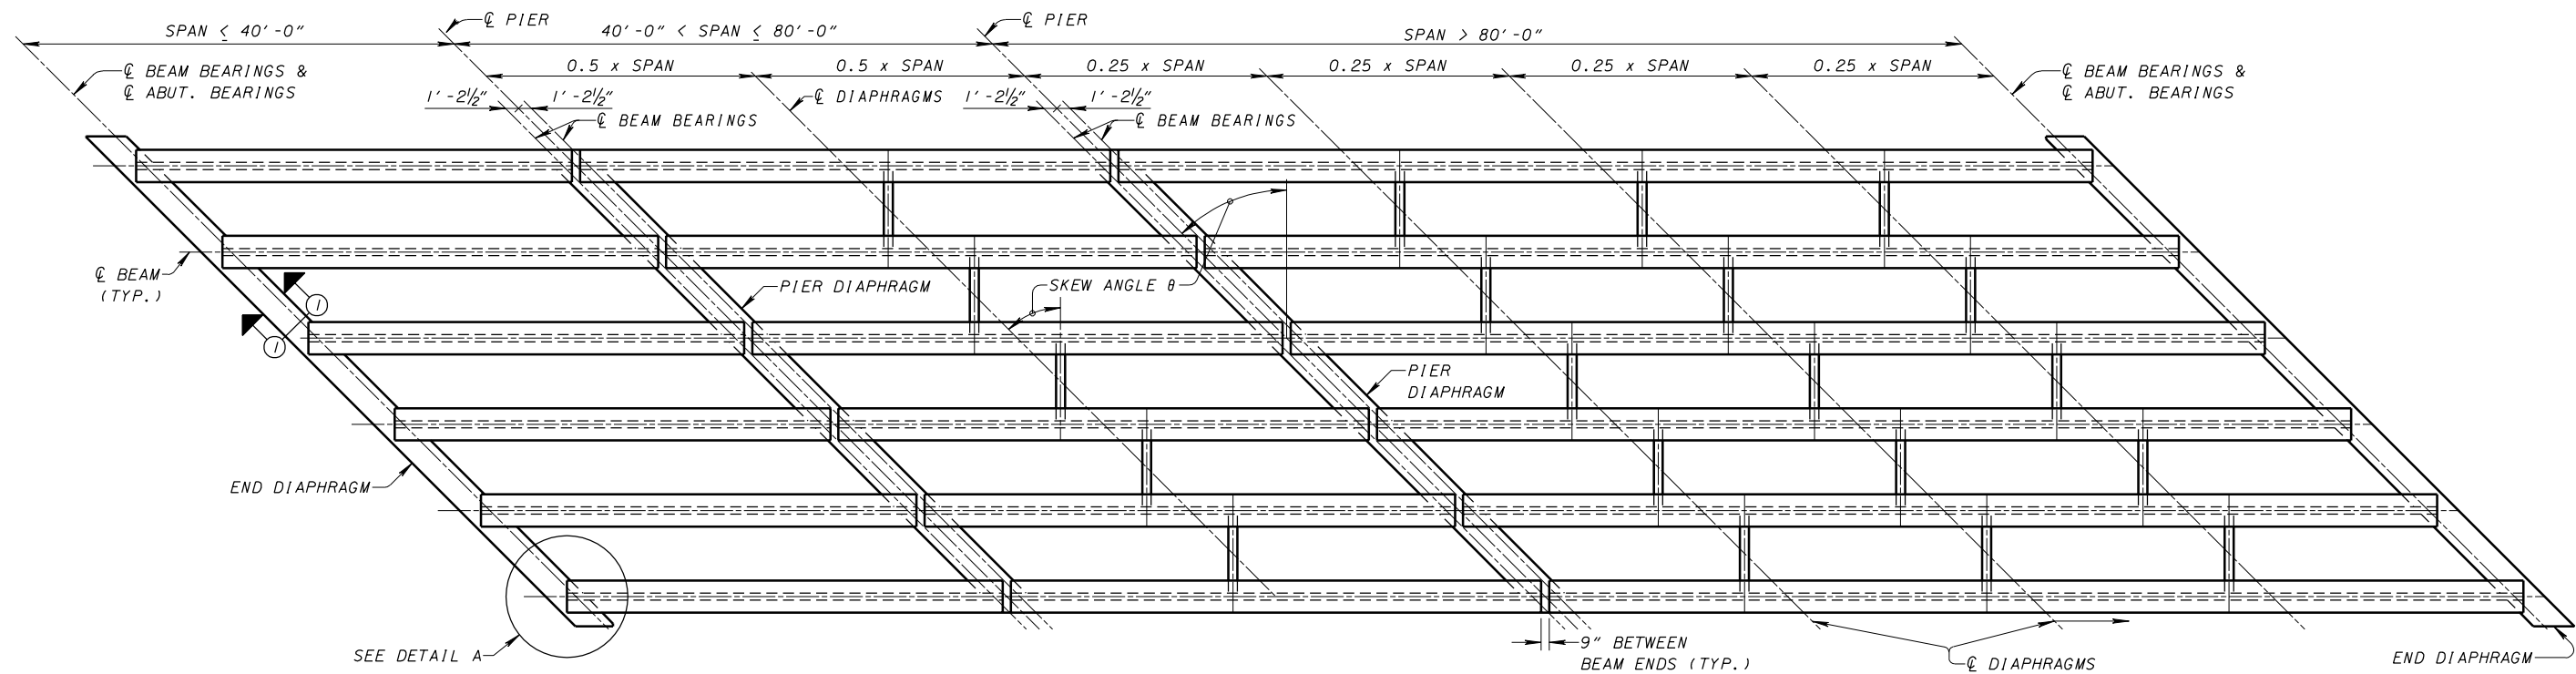 SPAN ≤ 40'-0"
℄ PIER
40'-0" < SPAN ≤ 80'-0"
℄ PIER
SPAN > 80'-0"
℄ BEAM BEARINGS &
℄ ABUT. BEARINGS
0.5 x SPAN
0.5 x SPAN
0.25 x SPAN
0.25 x SPAN
0.25 x SPAN
0.25 x SPAN
℄ BEAM BEARINGS &
℄ ABUT. BEARINGS
1'-2½"
1'-2½"
℄ DIAPHRAGMS
1'-2½"
1'-2½"
℄ BEAM BEARINGS
℄ BEAM BEARINGS
℄ BEAM
(TYP.)
PIER DIAPHRAGM
SKEW ANGLE θ
1
1
PIER
DIAPHRAGM
END DIAPHRAGM
SEE DETAIL A
9" BETWEEN
BEAM ENDS (TYP.)
℄ DIAPHRAGMS
END DIAPHRAGM